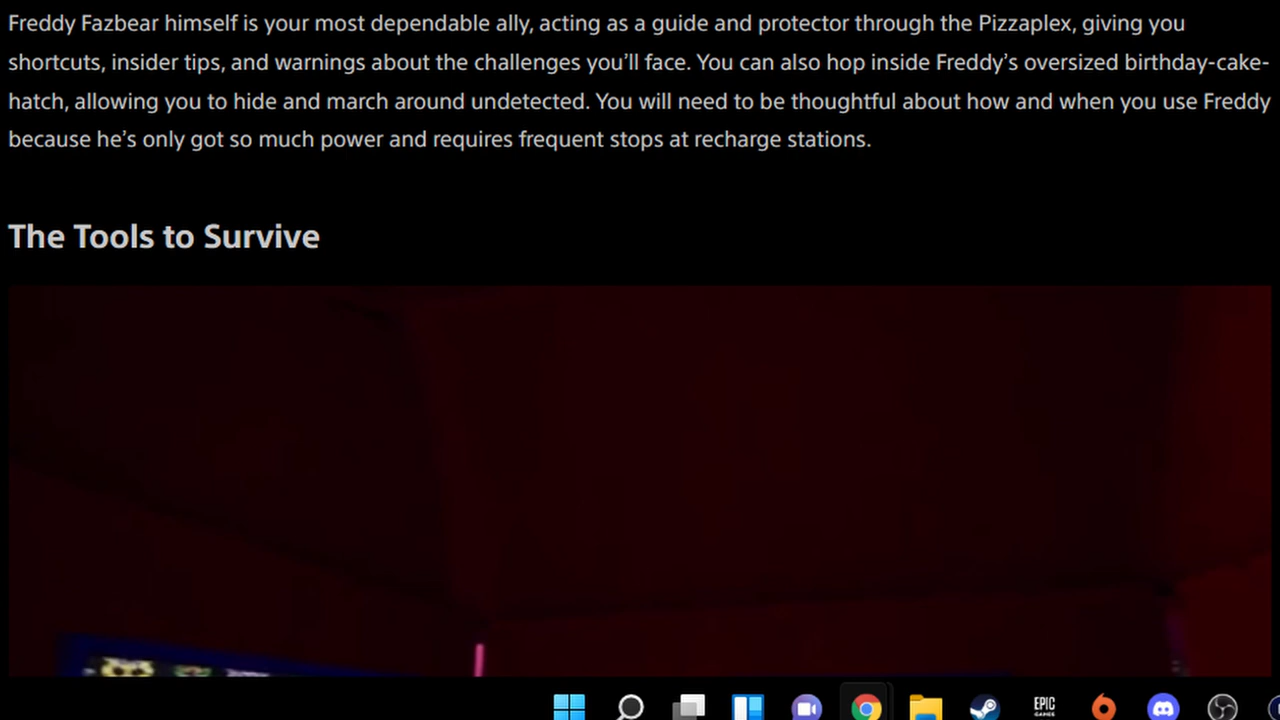 Freddy Fazbear himself is your most dependable ally, acting as a guide and protector through the Pizzaplex, giving you
shortcuts, insider tips, and warnings about the challenges you’ll face. You can also hop inside Freddy’s oversized birthday-cake-
hatch, allowing you to hide and march around undetected. You will need to be thoughtful about how and when you use Freddy
because he’s only got so much power and requires frequent stops at recharge stations.
The Tools to Survive
EPIC
GAMES